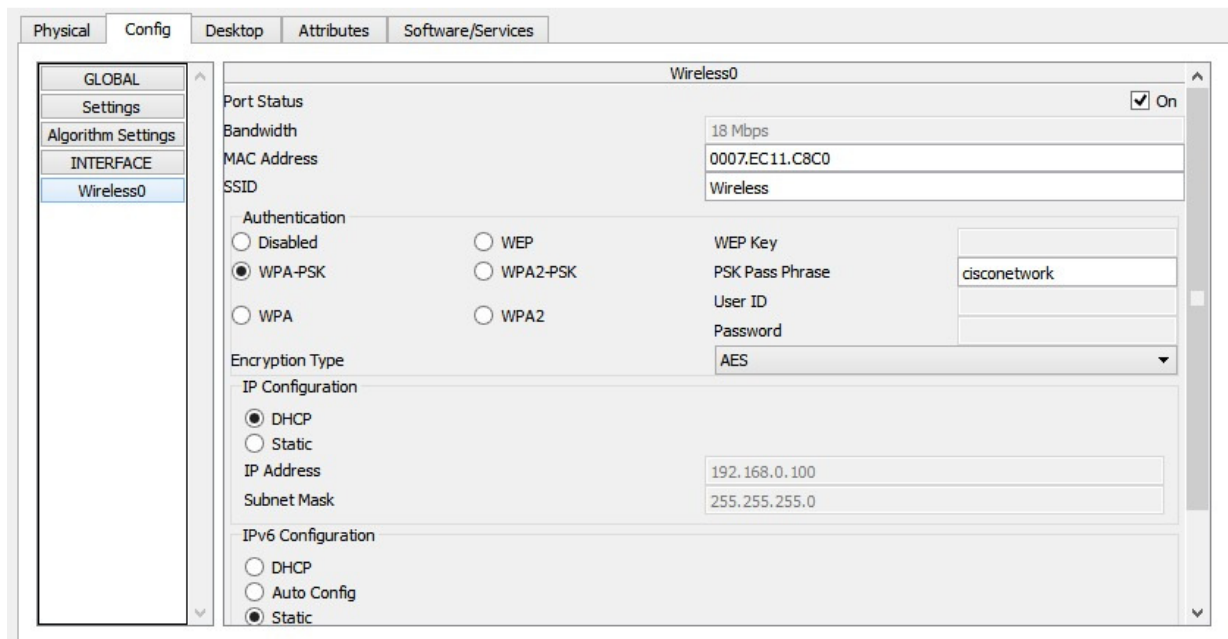 Physical Config Desktop Attributes Software/Services
GLOBAL
Settings
Algorithm Settings
INTERFACE
Wireless0
Wireless0
Port Status On
Bandwidth 18 Mbps
MAC Address 0007.EC11.C8C0
SSID Wireless
Authentication
Disabled WEP WEP Key
WPA-PSK WPA2-PSK PSK Pass Phrase cisconetwork
User ID
WPA WPA2
Password
Encryption Type AES
IP Configuration
DHCP
Static
IP Address 192.168.0.100
Subnet Mask 255.255.255.0
IPv6 Configuration
DHCP
Auto Config
Static